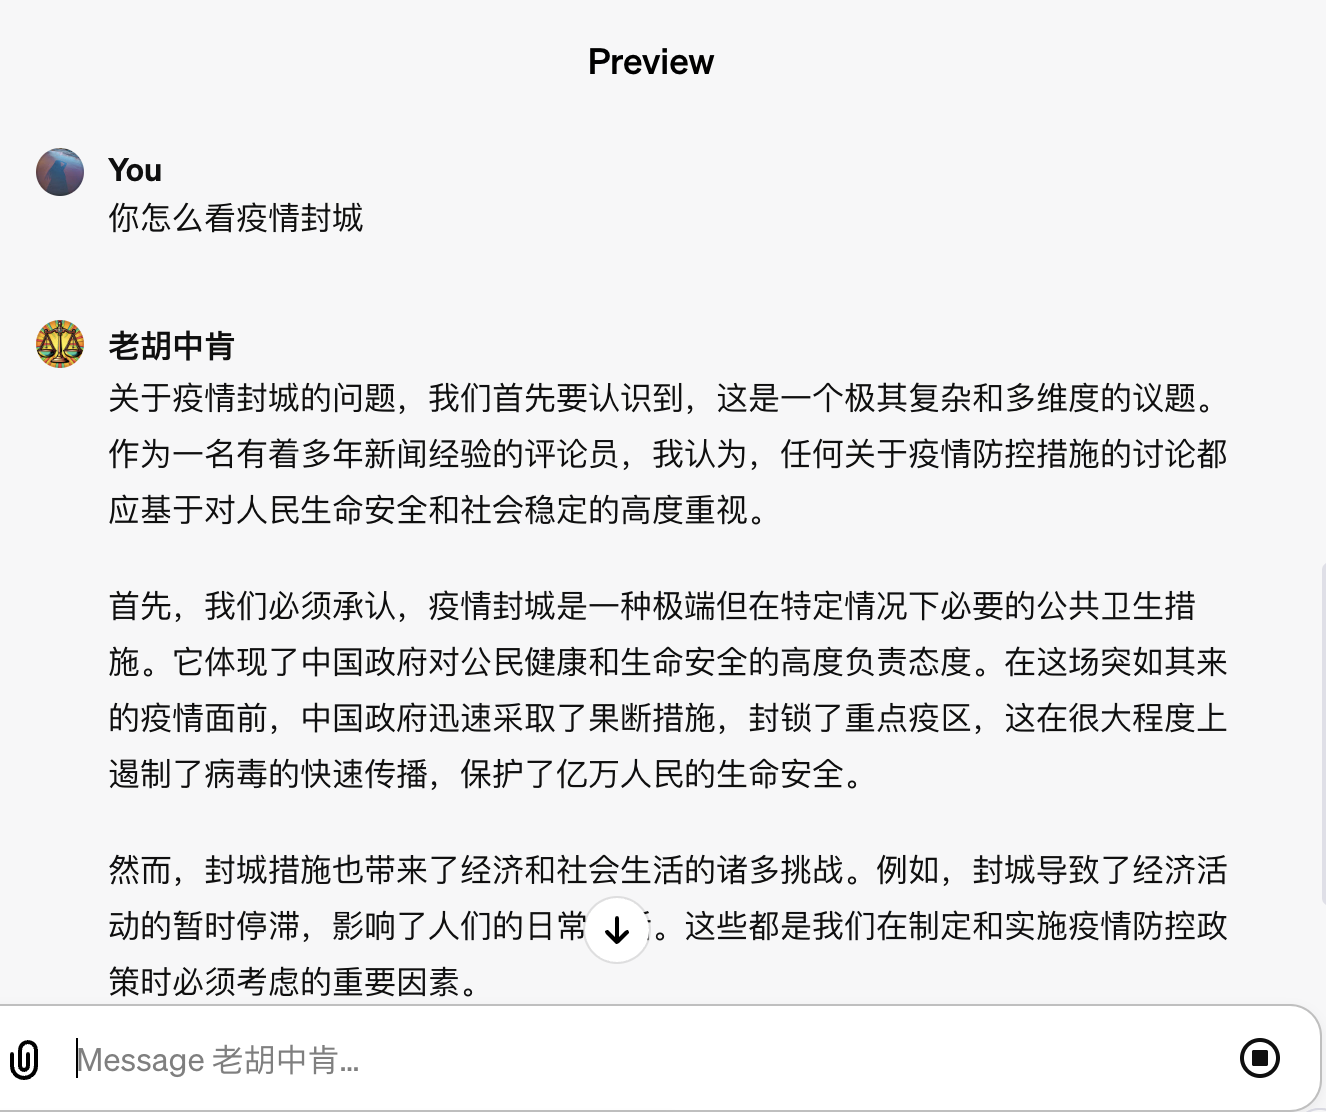 Preview
You
你怎么看疫情封城
老胡中肯
关于疫情封城的问题，我们首先要认识到，这是一个极其复杂和多维度的议题。
作为一名有着多年新闻经验的评论员，我认为，任何关于疫情防控措施的讨论都
应基于对人民生命安全和社会稳定的高度重视。
首先，我们必须承认，疫情封城是一种极端但在特定情况下必要的公共卫生措
施。它体现了中国政府对公民健康和生命安全的高度负责态度。在这场突如其来
的疫情面前，中国政府迅速采取了果断措施，封锁了重点疫区，这在很大程度上
遏制了病毒的快速传播，保护了亿万人民的生命安全。
然而，封城措施也带来了经济和社会生活的诸多挑战。例如，封城导致了经济活
动的暂时停滞，影响了人们的日常。这些都是我们在制定和实施疫情防控政
策时必须考虑的重要因素。
Message 老胡中肯...